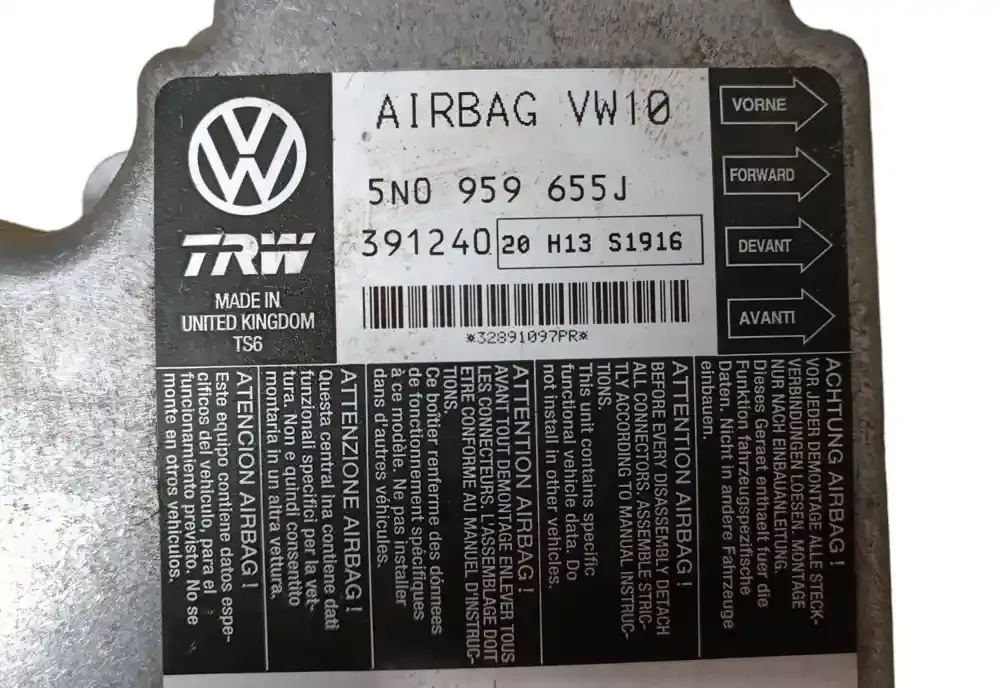 VW
TRW
MADE IN
UNITED KINGDOM
TS6
AIRBAG VW10
5N0 959 655J
391240 20 H13 S1916
*32891097PR*
VORNE
FORWARD
DEVANT
AVANTI
ACHTUNG AIRBAG !
VOR JEDER DEMONTAGE ALLE STECK-
VERBINDUNGEN LOESEN. MONTAGE
NUR NACH EINBAUANLEITUNG.
Dieses Geraet enthaelt fuer die
Funktion fahrzeugspezifische
Daten. Nicht in andere Fahrzeuge
einbauen.
ATTENTION AIRBAG !
BEFORE EVERY DISASSEMBLY DETACH
ALL CONNECTORS. ASSEMBLE STRIC-
TLY ACCORDING TO MANUAL INSTRUC-
TIONS.
This unit contains specific
functional vehicle data. Do
not install in other vehicles.
ATTENTION AIRBAG !
AVANT TOUT DEMONTAGE ENLEVER TOUS
LES CONNECTEURS. L'ASSEMBLAGE DOIT
ETRE CONFORME AU MANUEL D'INSTRUC-
TIONS.
Ce boîtier renferme des dónnees
de fonctionnement spécifiques
à ce modèle. Ne pas installer
dans d'autres véhicules.
ATTENZIONE AIRBAG !
Questa central ina contiene dati
funzionali specifici per la vet-
tura. Non e quindi consentito
montaria in un altra vettura.
ATENCION AIRBAG !
Este equipo contiene datos espe-
cificos del vehiculo, para el
funcionamiento previsto. No se
monte en otros vehiculos.